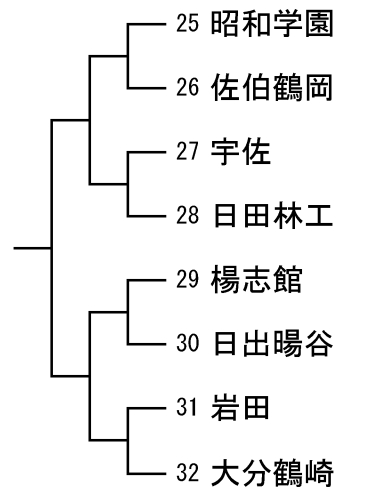 25 昭和学園
26 佐伯鶴岡
27 宇佐
28 日田林工
29 楊志館
30 日出暘谷
31 岩田
32 大分鶴崎